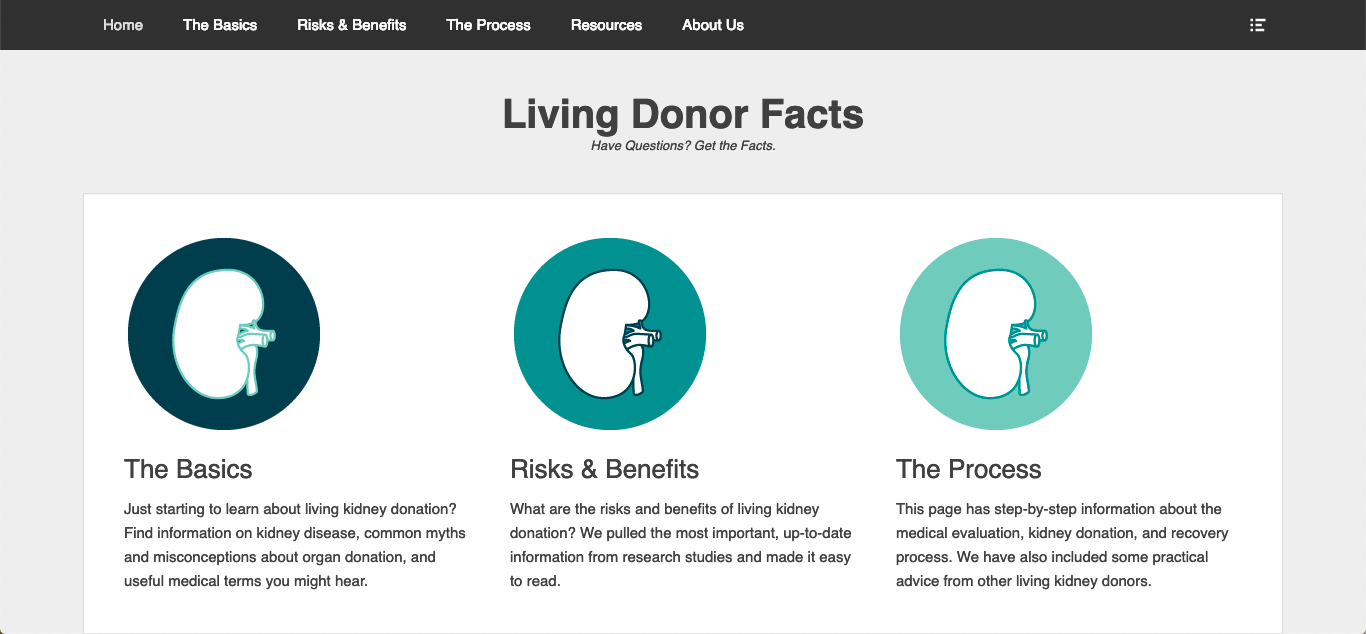 Home The Basics Risks & Benefits The Process Resources About Us
Living Donor Facts
Have Questions? Get the Facts.
The Basics
Just starting to learn about living kidney donation?
Find information on kidney disease, common myths
and misconceptions about organ donation, and
useful medical terms you might hear.
Risks & Benefits
What are the risks and benefits of living kidney
donation? We pulled the most important, up-to-date
information from research studies and made it easy
to read.
The Process
This page has step-by-step information about the
medical evaluation, kidney donation, and recovery
process. We have also included some practical
advice from other living kidney donors.